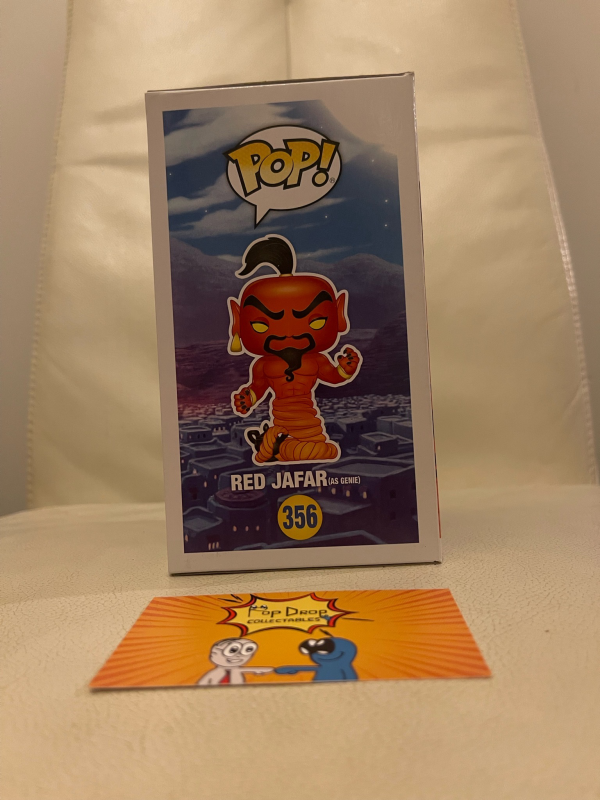 POP!
RED JAFAR (AS GENIE)
356
Pop Drop
COLLECTABLES